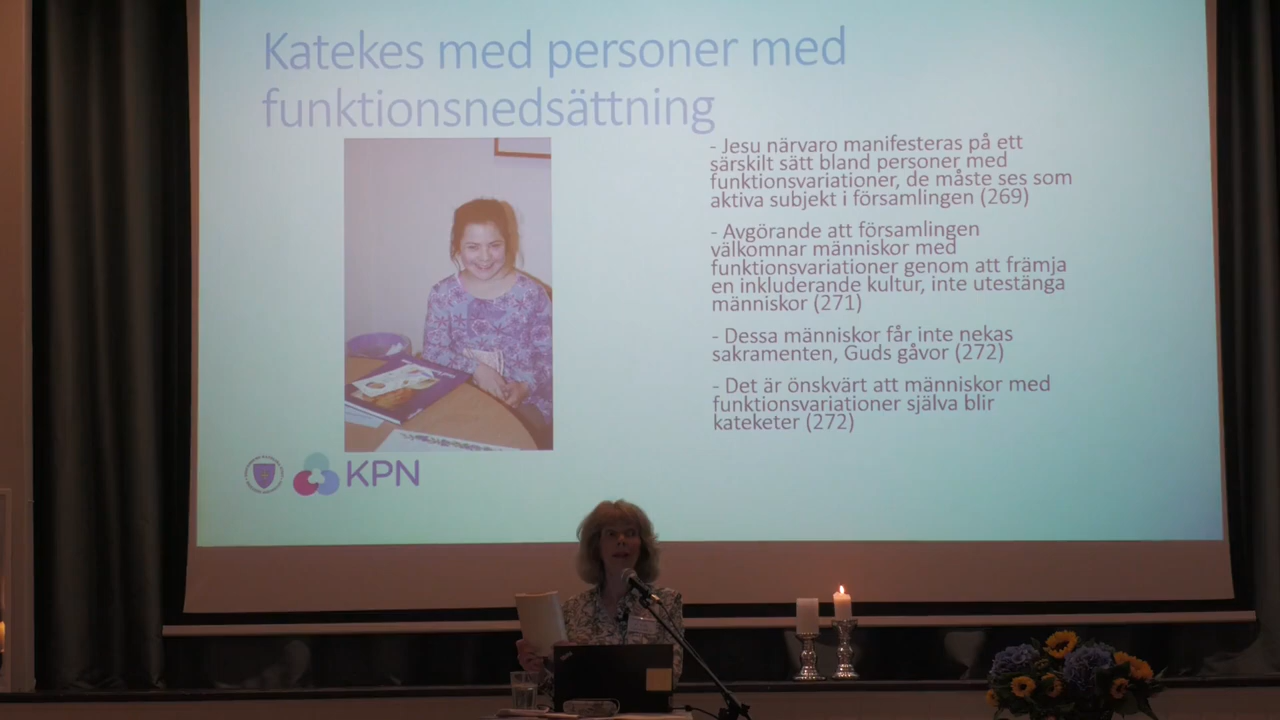 Katekes med personer med
funktionsnedsättning
- Jesu närvaro manifesteras på ett
särskilt sätt bland personer med
funktionsvariationer, de måste ses som
aktiva subjekt i församlingen (269)
- Avgörande att församlingen
välkomnar människor med
funktionsvariationer genom att främja
en inkluderande kultur, inte utestänga
människor (271)
- Dessa människor får inte nekas
sakramenten, Guds gåvor (272)
- Det är önskvärt att människor med
funktionsvariationer själva blir
kateketer (272)
KPN